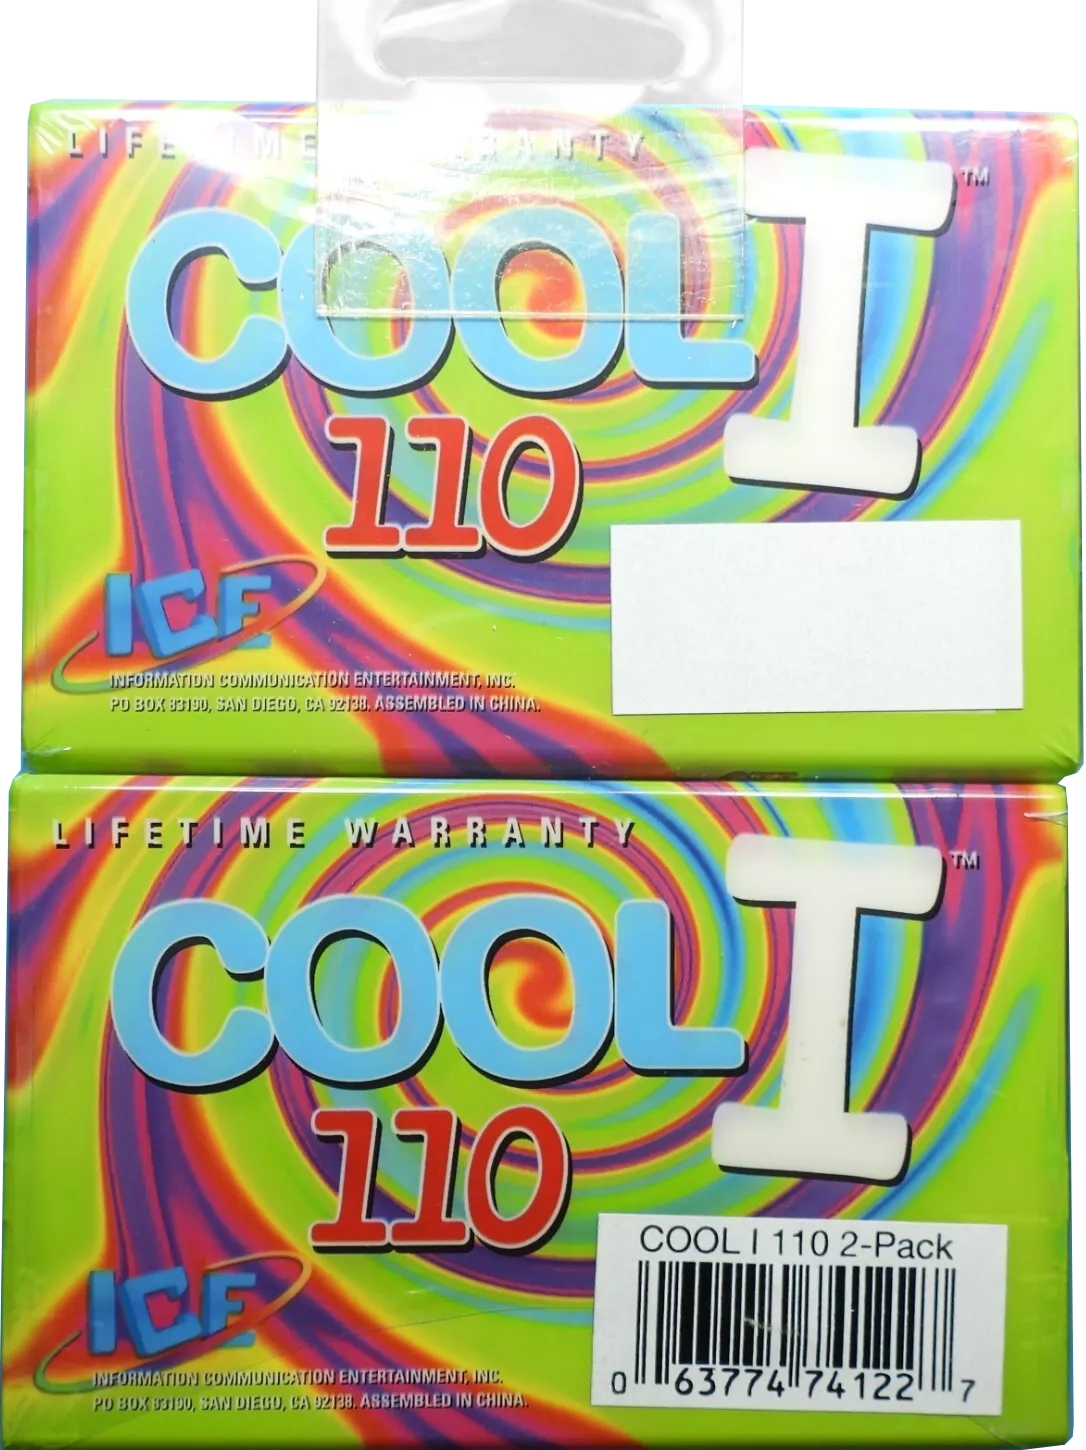 LIFETIME WARRANTY
COOL I ™
110
ICE
INFORMATION COMMUNICATION ENTERTAINMENT, INC.
PO BOX 83190, SAN DIEGO, CA 92138. ASSEMBLED IN CHINA.
LIFETIME WARRANTY
COOL I ™
110
ICE
INFORMATION COMMUNICATION ENTERTAINMENT, INC.
PO BOX 83190, SAN DIEGO, CA 92138. ASSEMBLED IN CHINA.
COOL I 110 2-Pack
0 63774 74122 7